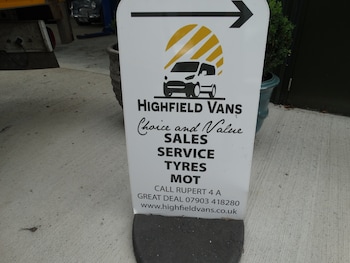 HIGHFIELD VANS
Choice and Value
SALES
SERVICE
TYRES
MOT
CALL RUPERT 4 A
GREAT DEAL 07903 418280
www.highfieldvans.co.uk